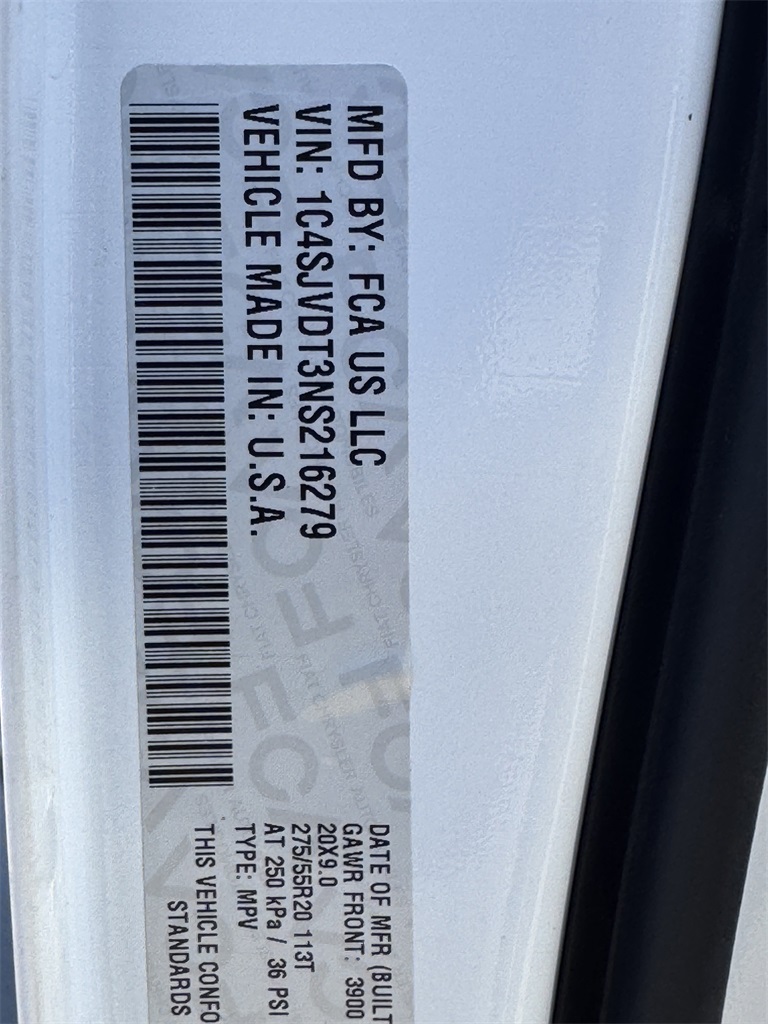 MFD BY: FCA US LLC
VIN: 1C4SJVDT3NS216279
VEHICLE MADE IN: U.S.A.
DATE OF MFR (BUILT
GAWR FRONT: 3900
20X9.0
275/55R20 113T
AT 250 kPa / 36 PSI
TYPE: MPV
THIS VEHICLE CONFO
STANDARDS